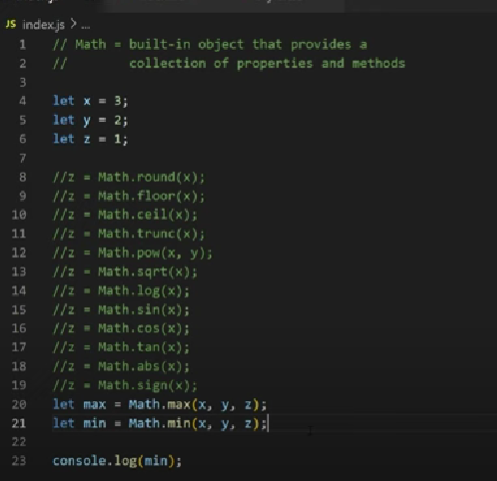 JS index.js > ...
1 // Math = built-in object that provides a
2 // collection of properties and methods
3
4 let x = 3;
5 let y = 2;
6 let z = 1;
7
8 //z = Math.round(x);
9 //z = Math.floor(x);
10 //z = Math.ceil(x);
11 //z = Math.trunc(x);
12 //z = Math.pow(x, y);
13 //z = Math.sqrt(x);
14 //z = Math.log(x);
15 //z = Math.sin(x);
16 //z = Math.cos(x);
17 //z = Math.tan(x);
18 //z = Math.abs(x);
19 //z = Math.sign(x);
20 let max = Math.max(x, y, z);
21 let min = Math.min(x, y, z);
22
23 console.log(min);